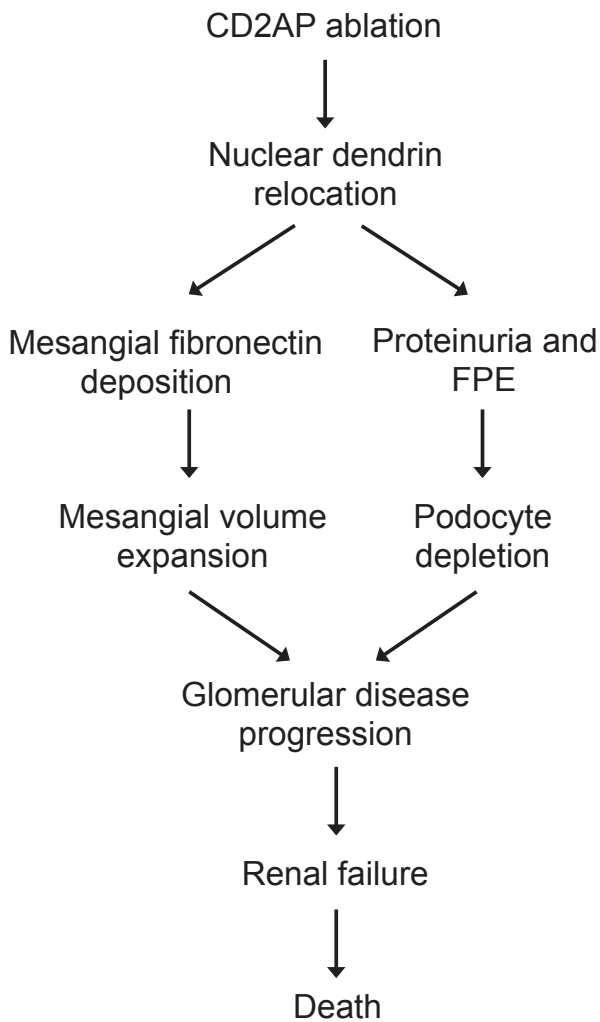 CD2AP ablation
Nuclear dendrin
relocation
Mesangial fibronectin
deposition
Proteinuria and
FPE
Mesangial volume
expansion
Podocyte
depletion
Glomerular disease
progression
Renal failure
Death